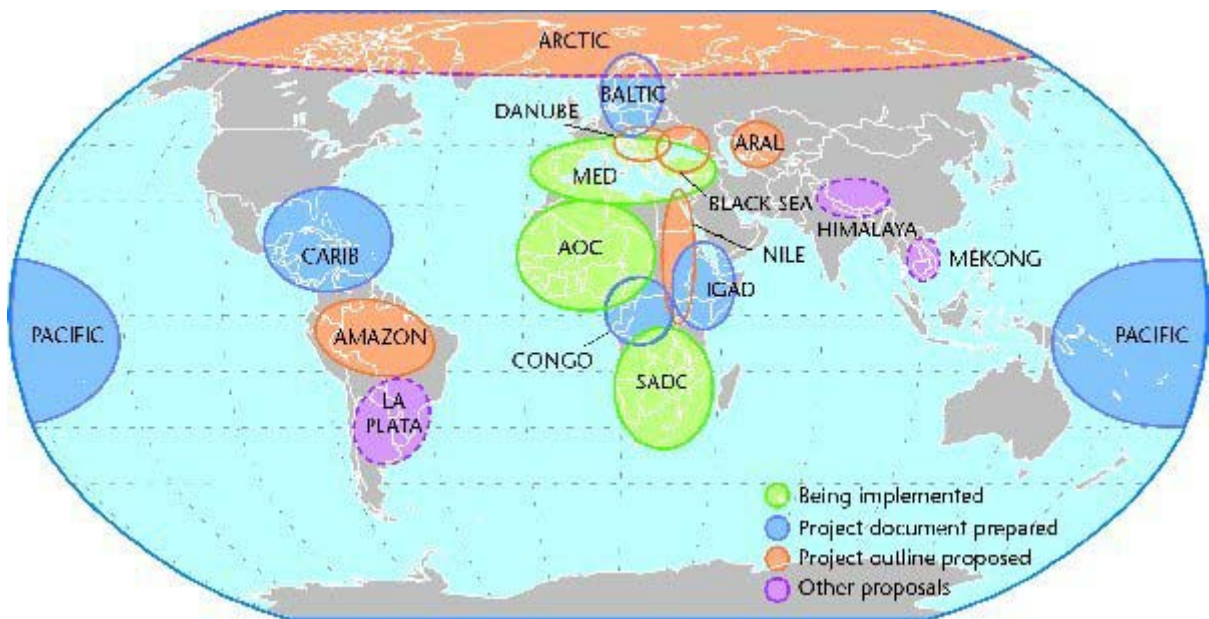 ARCTIC
BALTIC
DANUBE
ARAL
MED
BLACK SEA
HIMALAYA
CARIB
AOC
NILE
MEKONG
IGAD
PACIFIC
AMAZON
CONGO
PACIFIC
SADC
LA
PLATA
Being implemented
Project document prepared
Project outline proposed
Other proposals